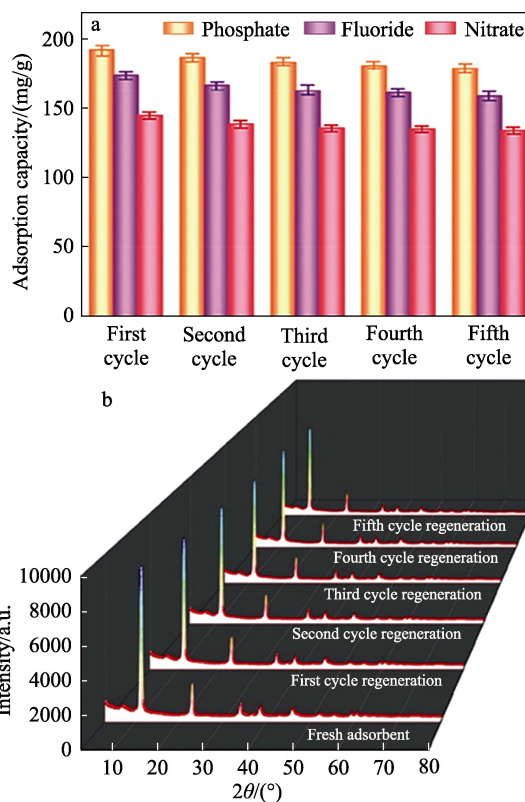 a
Phosphate Fluoride Nitrate
Adsorption capacity/(mg/g)
200
150
100
50
0
First cycle
Second cycle
Third cycle
Fourth cycle
Fifth cycle
b
Intensity/a.u.
10000
8000
6000
4000
2000
0
Fifth cycle regeneration
Fourth cycle regeneration
Third cycle regeneration
Second cycle regeneration
First cycle regeneration
Fresh adsorbent
10 20 30 40 50 60 70 80
2θ/(°)